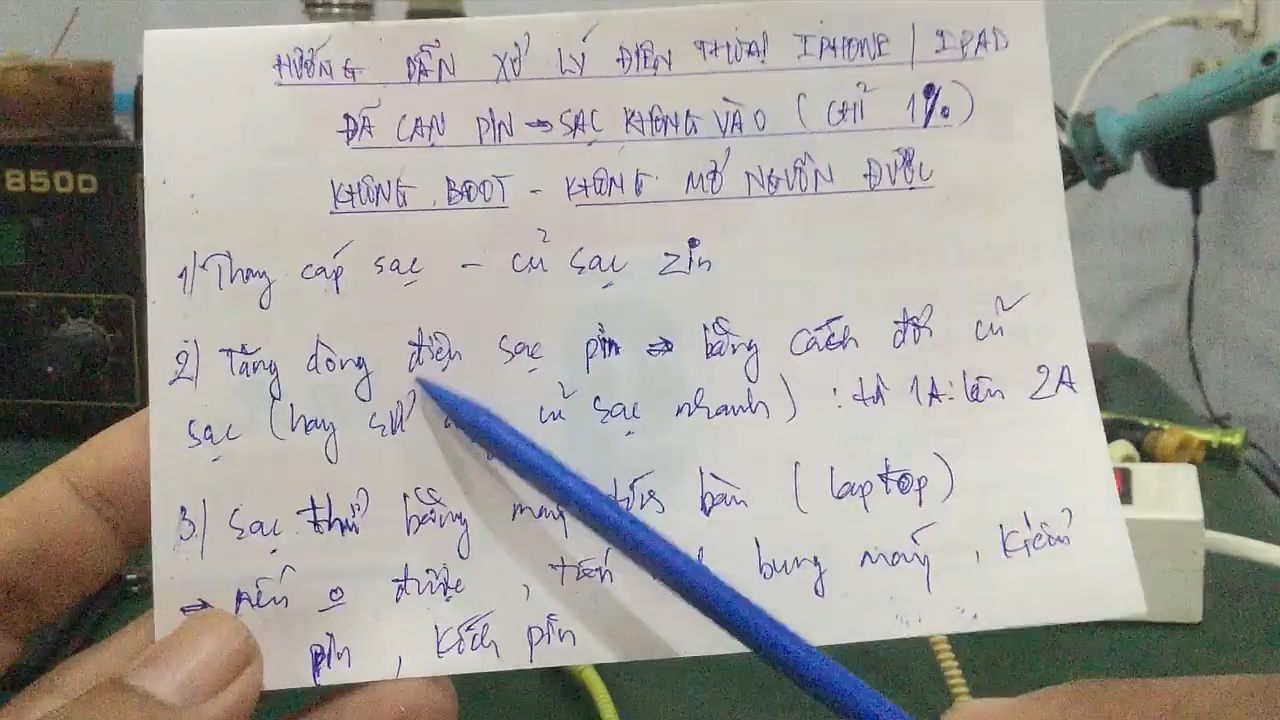 850D
HƯỚNG DẪN XỬ LÝ ĐIỆN THOẠI IPHONE / IPAD
ĐÃ CẠN PIN ⇒ SẠC KHÔNG VÀO ( CHỈ 1%)
KHÔNG BOOT - KHÔNG MỞ NGUỒN ĐƯỢC
1/ Thay cáp sạc - củ sạc zin
2/ Tăng dòng điện sạc pin ⇒ bằng cách đổi củ
sạc (hay sử củ sạc nhanh) : từ 1A lên 2A
3/ Sạc thử bằng máy bàn ( laptop)
⇒ nếu o được, tiến bung máy, kiểm
pin, kích pin